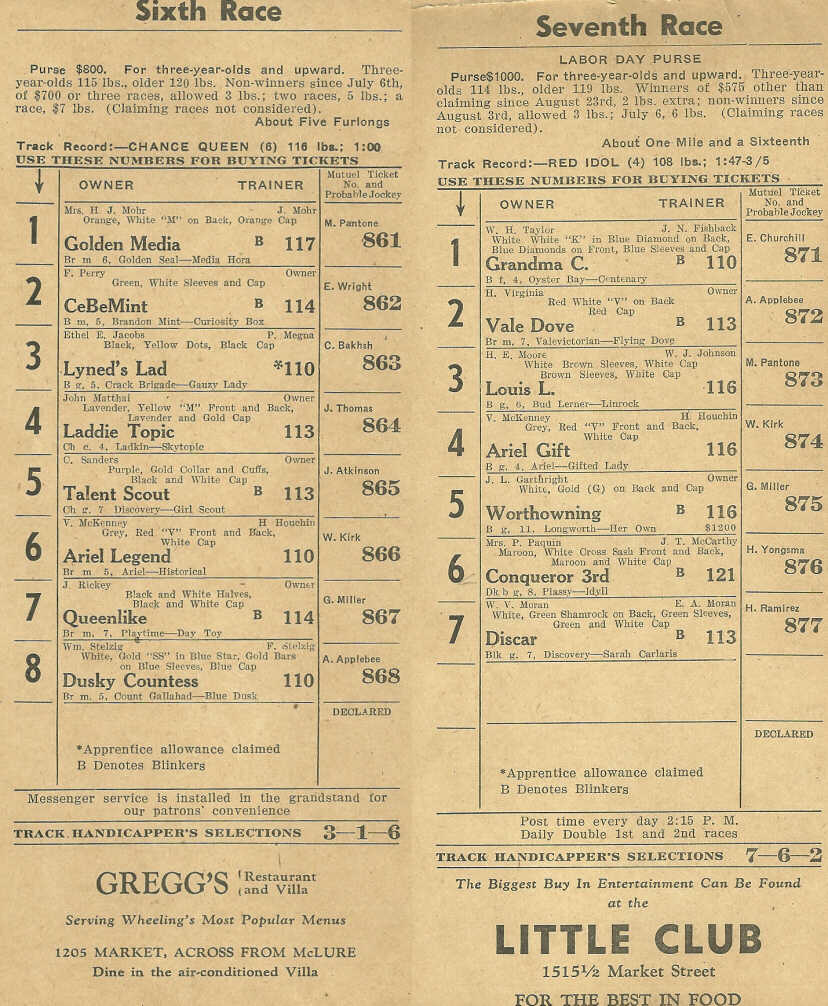 Sixth Race
Purse $800. For three-year-olds and upward. Three-
year-olds 115 lbs., older 120 lbs. Non-winners since July 6th,
of $700 or three races, allowed 3 lbs.; two races, 5 lbs.; a
race, $7 lbs. (Claiming races not considered).
About Five Furlongs
Track Record:—CHANCE QUEEN (6) 116 lbs.; 1:00
USE THESE NUMBERS FOR BUYING TICKETS
OWNER TRAINER
Mutuel Ticket
No. and
Probable Jockey
1
Mrs. H. J. Mohr J. Mohr
Orange, White "M" on Back, Orange Cap
Golden Media B 117
Br m 6, Golden Seal—Media Hora
M. Pantone
861
2
F. Perry Owner
Green, White Sleeves and Cap
CeBeMint B 114
B m, 5, Brandon Mint—Curiosity Box
E. Wright
862
3
Ethel E. Jacobs P. Megna
Black, Yellow Dots, Black Cap
Lyned's Lad *110
B g, 5, Crack Brigade—Gauzy Lady
C. Bakhsh
863
4
John Matthai
Lavender, Yellow "M" Front and Back,
Lavender and Gold Cap
Laddie Topic 113
Ch c. 4, Ladkin—Skytopic
J. Thomas
864
5
C. Sanders Owner
Purple, Gold Collar and Cuffs,
Black and White Cap
Talent Scout B 113
Ch g. 7 Discovery—Girl Scout
J. Atkinson
865
6
V. McKenney H Houchin
Grey, Red "V" Front and Back,
White Cap
Ariel Legend 110
Br m 5, Ariel—Historical
W. Kirk
866
7
J. Rickey Owner
Black and White Halves,
Black and White Cap
Queenlike B 114
Br m, 7, Playtime—Day Toy
G. Miller
867
8
Wm. Stelzig F. Stelzig
White, Gold "SS" in Blue Star, Gold Bars
on Blue Sleeves, Blue Cap
Dusky Countess 110
Br m. 5, Count Gallahad—Blue Dusk
A. Applebee
868
DECLARED
*Apprentice allowance claimed
B Denotes Blinkers
Messenger service is installed in the grandstand for
our patrons' convenience
TRACK HANDICAPPER'S SELECTIONS 3—1—6
GREGG'S Restaurant
and Villa
Serving Wheeling's Most Popular Menus
1205 MARKET, ACROSS FROM McLURE
Dine in the air-conditioned Villa
Seventh Race
LABOR DAY PURSE
Purse$1000. For three-year-olds and upward. Three-year-
olds 114 lbs., older 119 lbs. Winners of $575 other than
claiming since August 23rd, 2 lbs. extra; non-winners since
August 3rd, allowed 3 lbs.; July 6, 6 lbs. (Claiming races
not considered).
About One Mile and a Sixteenth
Track Record:—RED IDOL (4) 108 lbs.; 1:47-3/5
USE THESE NUMBERS FOR BUYING TICKETS
OWNER TRAINER
Mutuel Ticket
No. and
Probable Jockey
1
W. H. Taylor J. N. Fishback
White White "K" in Blue Diamond on Back,
Blue Diamonds on Front, Blue Sleeves and Cap
Grandma C. B 110
B f, 4, Oyster Bay—Centenary
E. Churchill
871
2
H. Virginia Owner
Red White "V" on Back
Red Cap
Vale Dove B 113
Br m, 7, Valevictorian—Flying Dove
A. Applebee
872
3
H. E. Moore W. J. Johnson
White Brown Sleeves, White Cap
Brown Sleeves, White Cap
Louis L. 116
B g, 6, Bud Lerner—Linrock
M. Pantone
873
4
V. McKenney H. Houchin
Grey, Red "V" Front and Back,
White Cap
Ariel Gift 116
B g. 4, Ariel—Gifted Lady
W. Kirk
874
5
J. L. Garthright Owner
White, Gold (G) on Back and Cap
Worthowning B 116
B g, 11, Longworth—Her Own $1200
G. Miller
875
6
Mrs. P. Paquin J. T. McCarthy
Maroon, White Cross Sash Front and Back,
Maroon and White Cap
Conqueror 3rd B 121
Dk b g, 8, Plassy—Idyll
H. Yongsma
876
7
W. V. Moran E. A. Moran
White, Green Shamrock on Back, Green Sleeves,
Green and White Cap
Discar B 113
Blk g. 7, Discovery—Sarah Carlaris
H. Ramirez
877
DECLARED
*Apprentice allowance claimed
B Denotes Blinkers
Post time every day 2:15 P. M.
Daily Double 1st and 2nd races
TRACK HANDICAPPER'S SELECTIONS 7—6—2
The Biggest Buy In Entertainment Can Be Found
at the
LITTLE CLUB
1515½ Market Street
FOR THE BEST IN FOOD